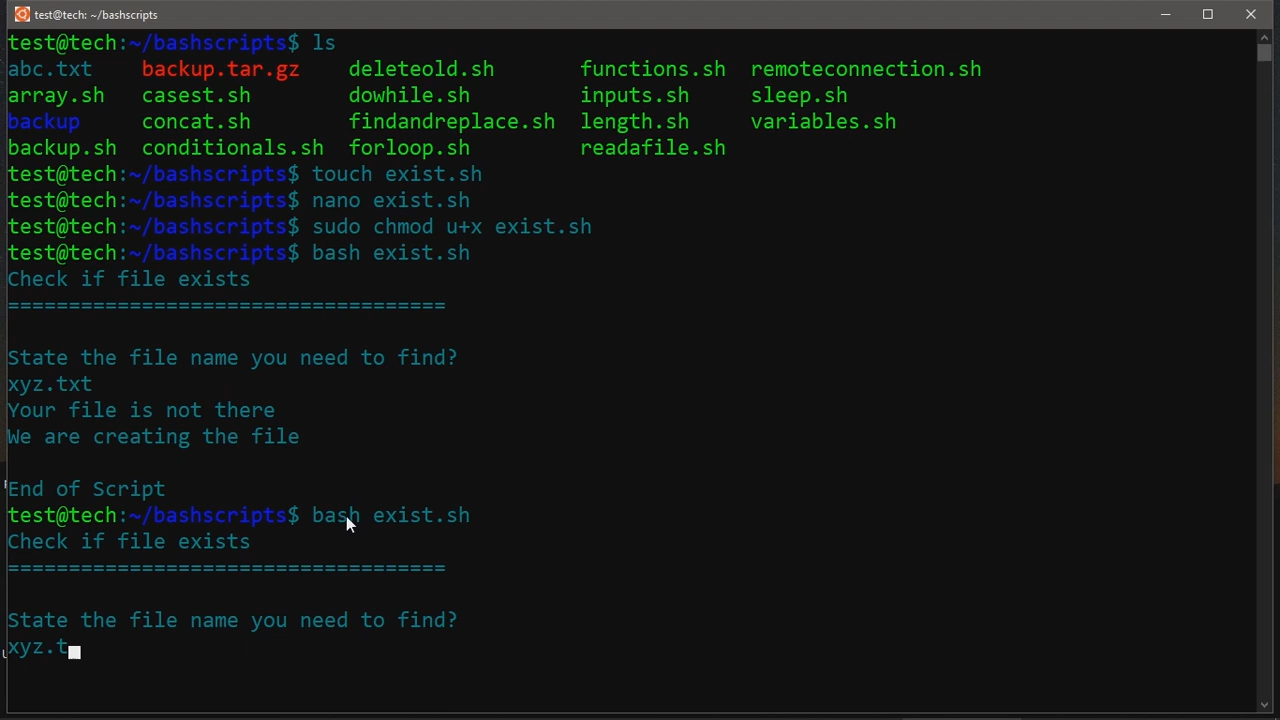 test@tech: ~/bashscripts
test@tech:~/bashscripts$ ls
abc.txt backup.tar.gz deleteold.sh functions.sh remoteconnection.sh
array.sh casest.sh dowhile.sh inputs.sh sleep.sh
backup concat.sh findandreplace.sh length.sh variables.sh
backup.sh conditionals.sh forloop.sh readafile.sh
test@tech:~/bashscripts$ touch exist.sh
test@tech:~/bashscripts$ nano exist.sh
test@tech:~/bashscripts$ sudo chmod u+x exist.sh
test@tech:~/bashscripts$ bash exist.sh
Check if file exists
====================================
State the file name you need to find?
xyz.txt
Your file is not there
We are creating the file
End of Script
test@tech:~/bashscripts$ bash exist.sh
Check if file exists
====================================
State the file name you need to find?
xyz.t